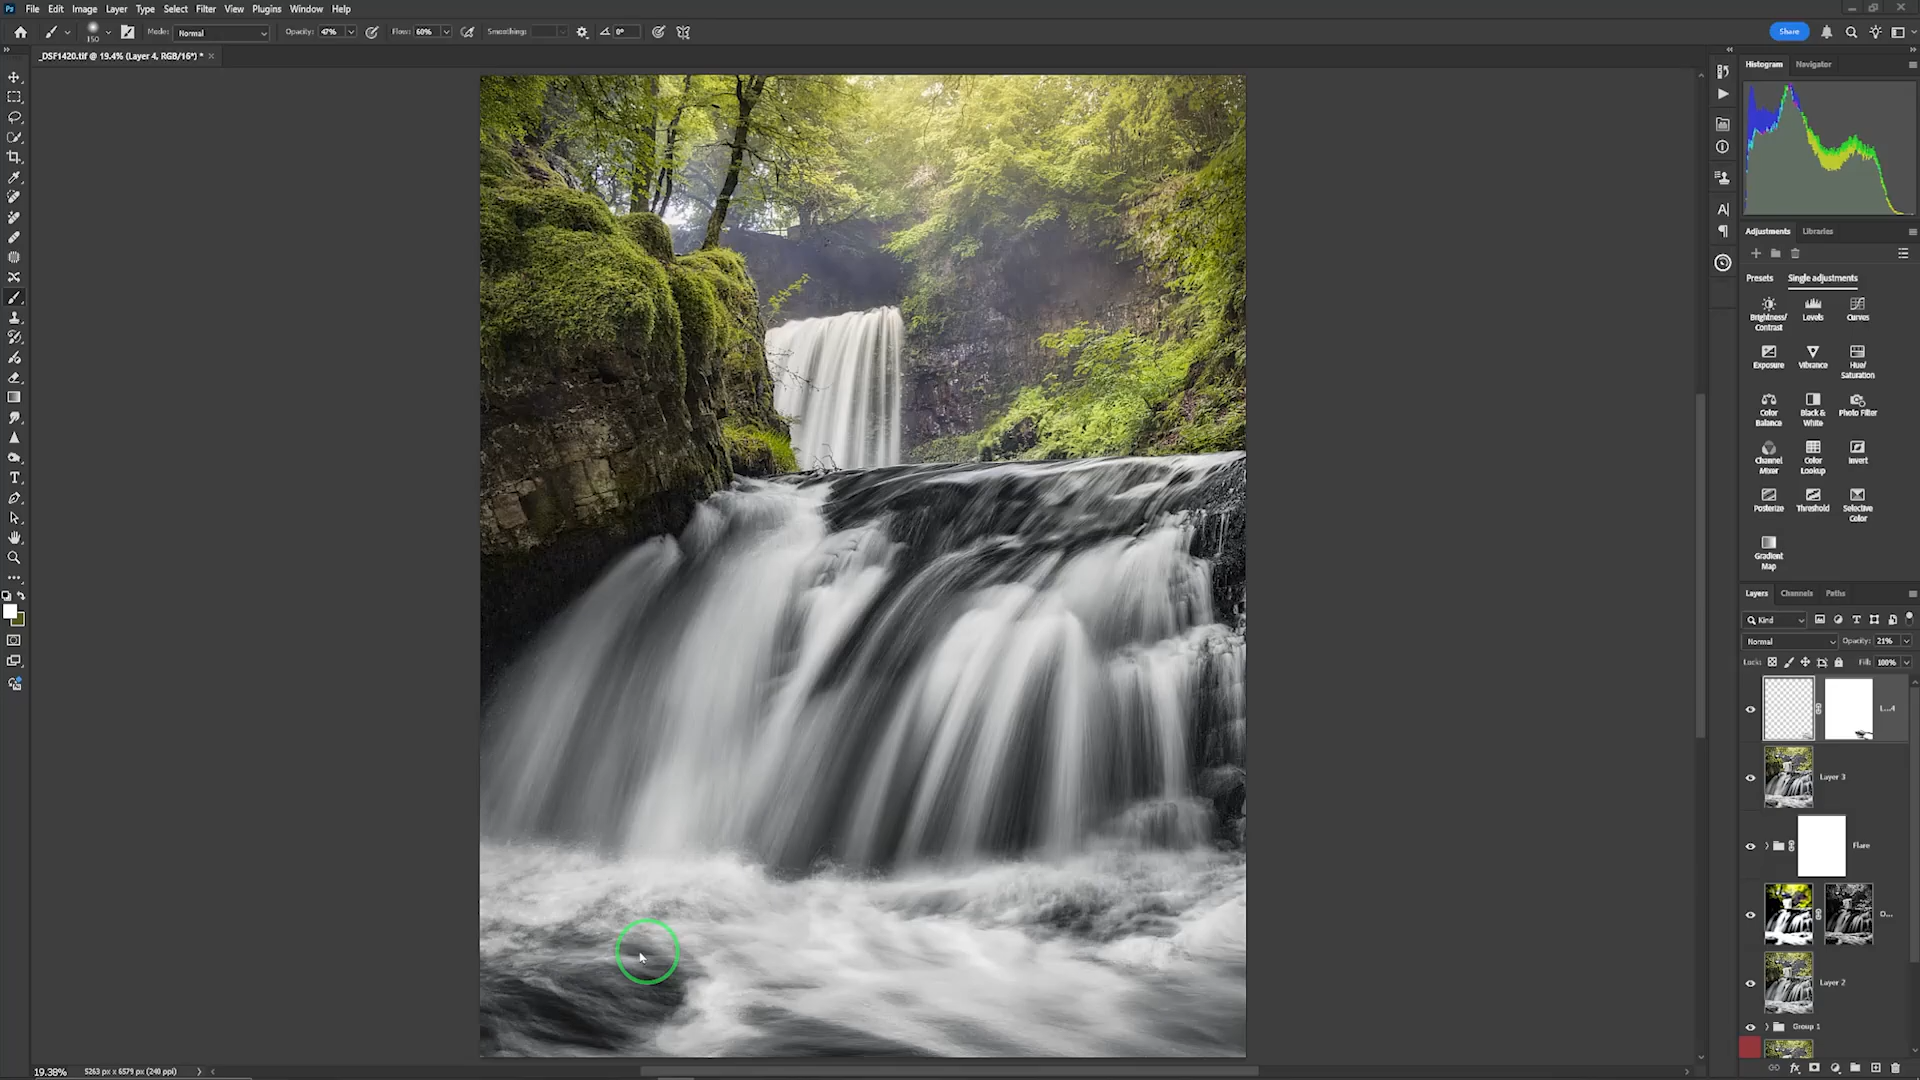 Ps File Edit Image Layer Type Select Filter View Plugins Window Help
150 Mode: Normal Opacity: 47% Flow: 60% Smoothing: 0° Share
_DSF1420.tif @ 19.4% (Layer 4, RGB/16*) *
Histogram Navigator
Adjustments Libraries
Presets Single adjustments
Brightness/ Contrast Levels Curves
Exposure Vibrance Hue/ Saturation
Color Balance Black & White Photo Filter
Channel Mixer Color Lookup Invert
Posterize Threshold Selective Color
Gradient Map
Layers Channels Paths
Kind
Normal Opacity: 21%
Lock: Fill: 100%
L...4
Layer 3
Flare
D...
Layer 2
Group 1
19.38% 5263 px x 6579 px (240 ppi)